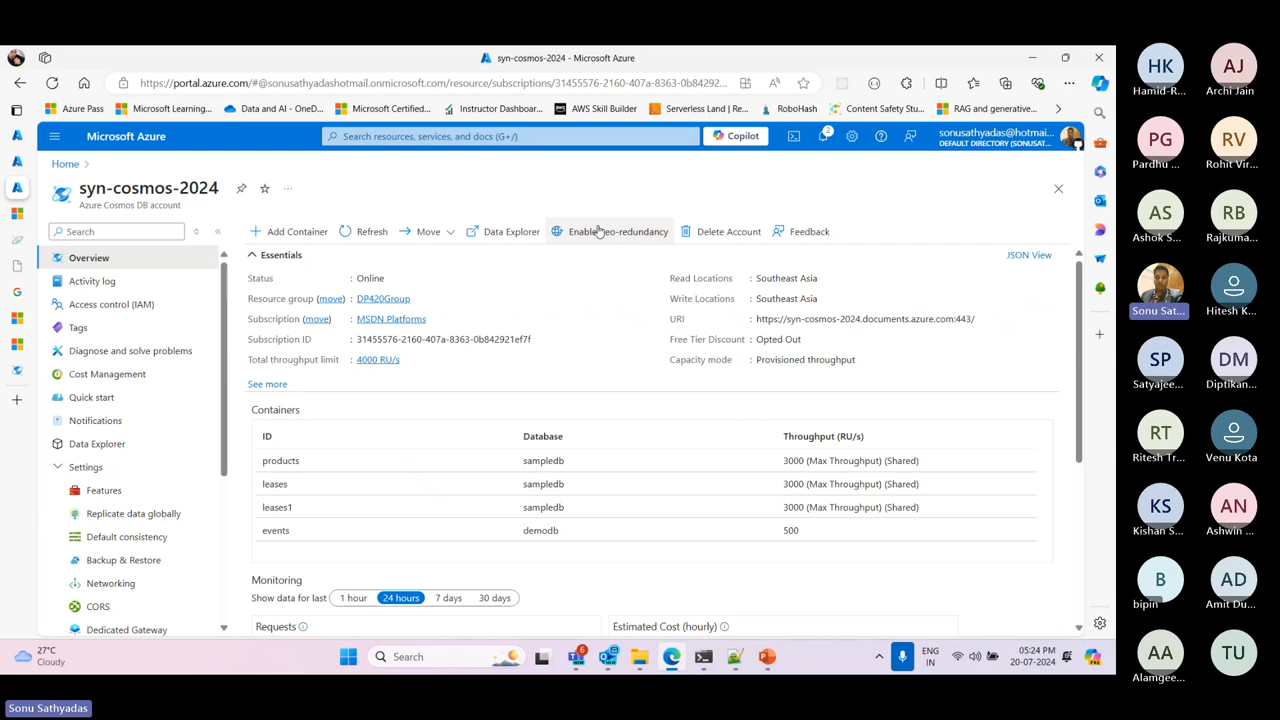 syn-cosmos-2024 - Microsoft Azure
https://portal.azure.com/#@sonusathyadashotmail.onmicrosoft.com/resource/subscriptions/31455576-2160-407a-8363-0b842922...
Azure Pass
Microsoft Learning...
Data and AI - OneD...
Microsoft Certified...
Instructor Dashboar...
aws
AWS Skill Builder
Serverless Land | Re...
RoboHash
Content Safety Stu...
RAG and generative...
Microsoft Azure
Search resources, services, and docs (G+/)
Copilot
2
sonusathyadas@hotmai...
DEFAULT DIRECTORY (SONUSAT...
Home >
syn-cosmos-2024
...
Azure Cosmos DB account
Search
Add Container
Refresh
Move
Data Explorer
Enable
eo-redundancy
Delete Account
Feedback
Overview
Activity log
Access control (IAM)
Tags
Diagnose and solve problems
Cost Management
Quick start
Notifications
Data Explorer
Settings
Features
Replicate data globally
Default consistency
Backup & Restore
Networking
CORS
Dedicated Gateway
Essentials
JSON View
Status : Online
Resource group (move) : DP420Group
Subscription (move) : MSDN Platforms
Subscription ID : 31455576-2160-407a-8363-0b842921ef7f
Total throughput limit : 4000 RU/s
Read Locations : Southeast Asia
Write Locations : Southeast Asia
URI : https://syn-cosmos-2024.documents.azure.com:443/
Free Tier Discount : Opted Out
Capacity mode : Provisioned throughput
See more
Containers
ID Database Throughput (RU/s)
products sampledb 3000 (Max Throughput) (Shared)
leases sampledb 3000 (Max Throughput) (Shared)
leases1 sampledb 3000 (Max Throughput) (Shared)
events demodb 500
Monitoring
Show data for last 1 hour 24 hours 7 days 30 days
Requests
Estimated Cost (hourly)
27°C
Cloudy
Search
6
ENG
IN
05:24 PM
20-07-2024
Sonu Sathyadas
HK
Hamid-R...
AJ
Archi Jain
PG
Pardhu ...
RV
Rohit Vir...
AS
Ashok S...
RB
Rajkuma...
Sonu Sat...
Hitesh K...
SP
Satyajee...
DM
Diptikan...
RT
Ritesh Tr...
Venu Kota
KS
Kishan S...
AN
Ashwin ...
B
bipin
AD
Amit Du...
AA
Alamgee...
TU